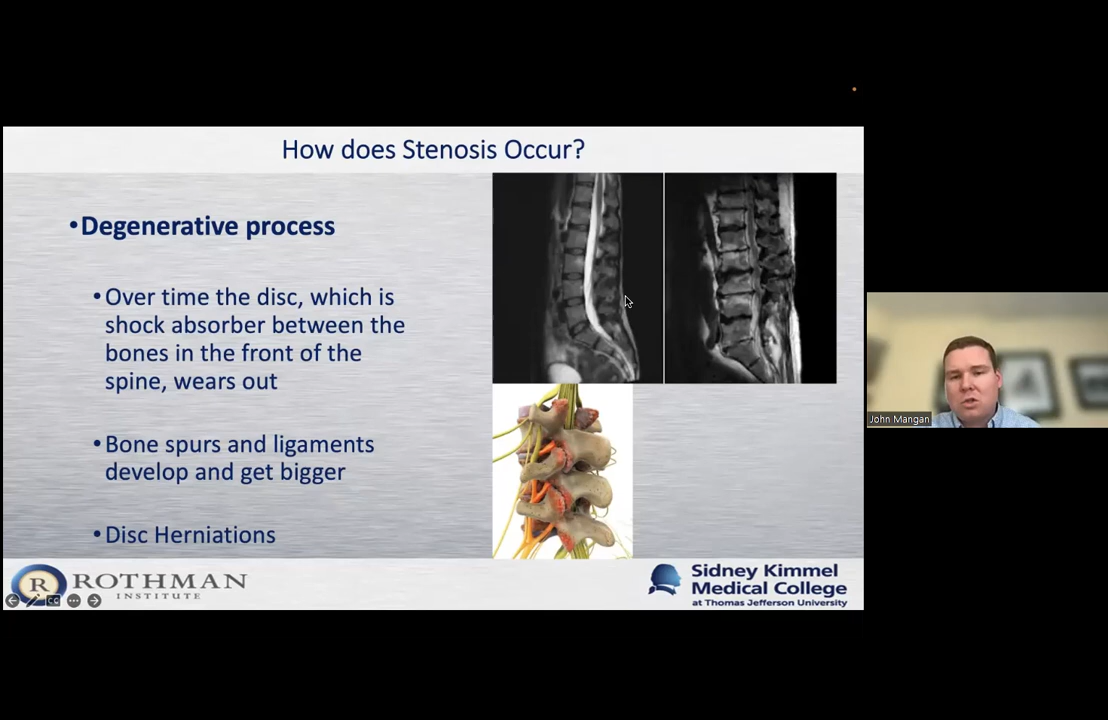 How does Stenosis Occur?
•Degenerative process
•Over time the disc, which is
shock absorber between the
bones in the front of the
spine, wears out
•Bone spurs and ligaments
develop and get bigger
•Disc Herniations
R ROTHMAN
INSTITUTE
CC
Sidney Kimmel
Medical College
at Thomas Jefferson University
John Mangan